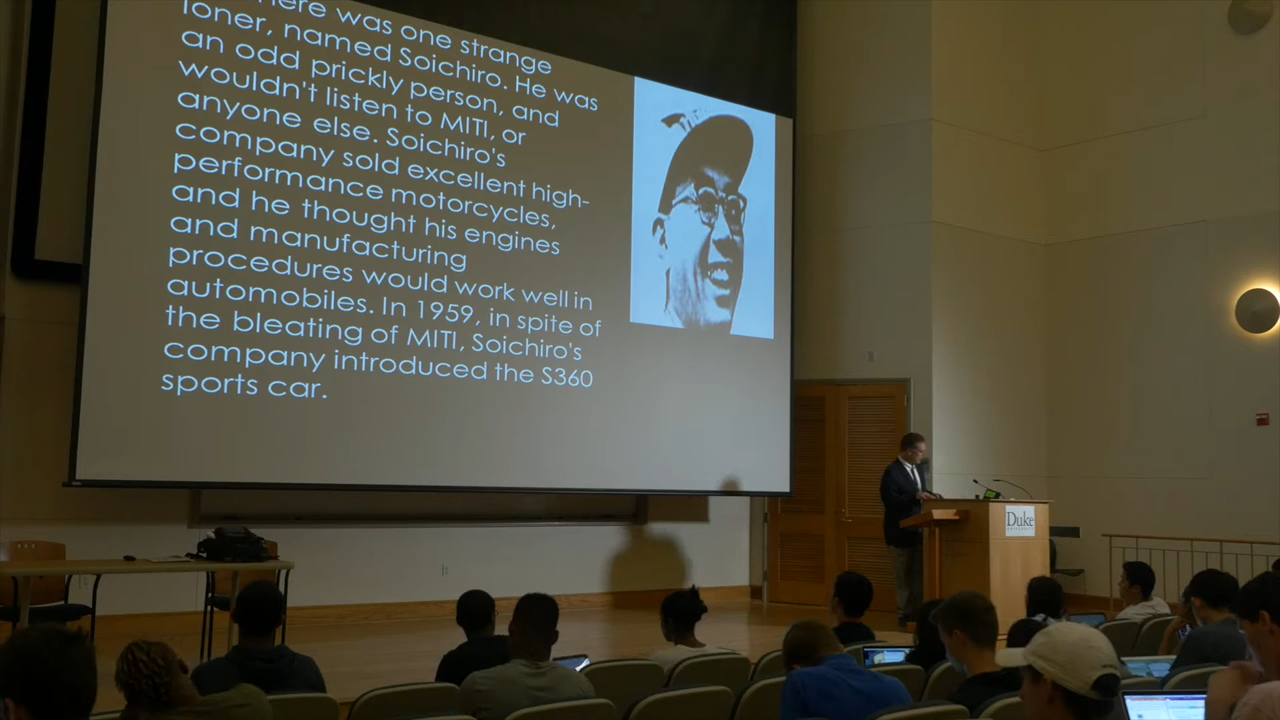 here was one strange
loner, named Soichiro. He was
an odd prickly person, and
wouldn't listen to MITI, or
anyone else. Soichiro's
company sold excellent high-
performance motorcycles,
and he thought his engines
and manufacturing
procedures would work well in
automobiles. In 1959, in spite of
the bleating of MITI, Soichiro's
company introduced the S360
sports car.
Duke
UNIVERSITY